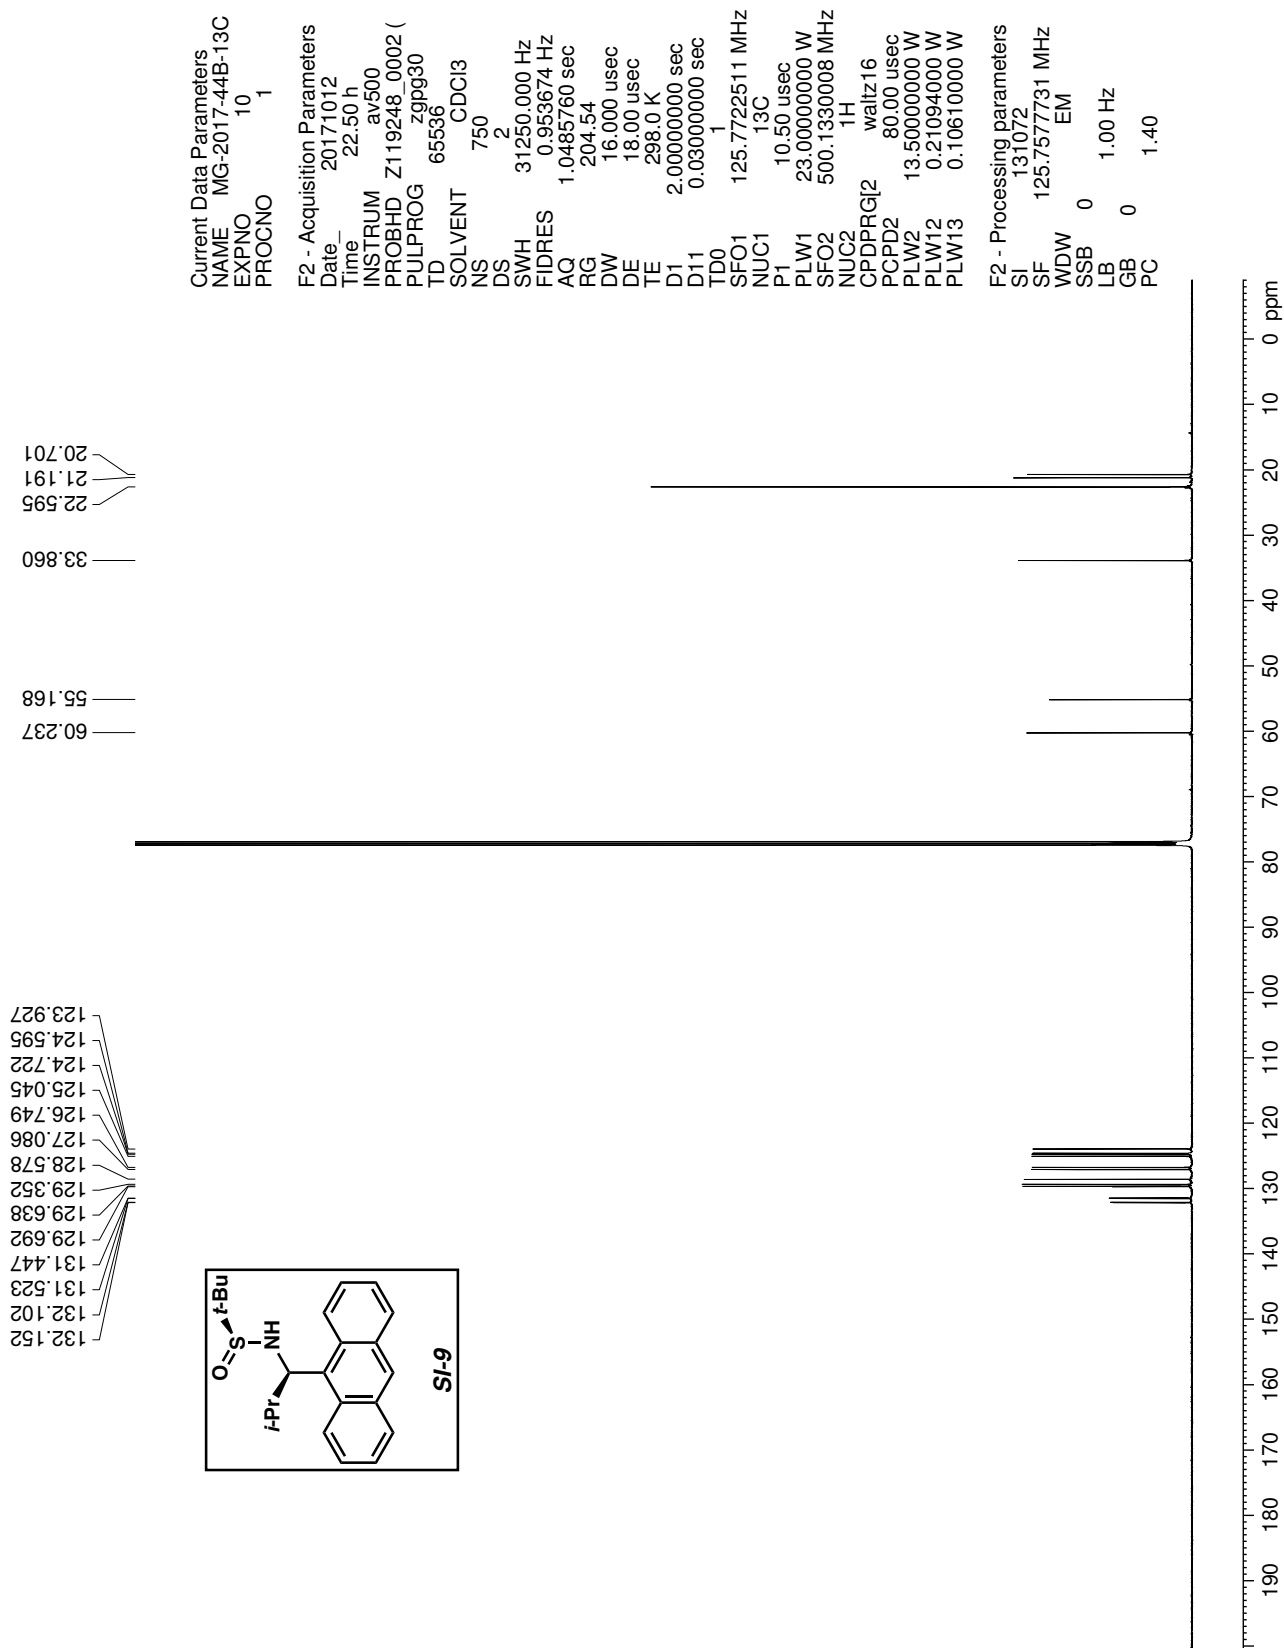 Current Data Parameters
NAME MG-2017-44B-13C
EXPNO 10
PROCNO 1
F2 - Acquisition Parameters
Date_ 20171012
Time 22.50 h
INSTRUM av500
PROBHD Z119248_0002 (
PULPROG zgpg30
TD 65536
SOLVENT CDCl3
NS 750
DS 2
SWH 31250.000 Hz
FIDRES 0.953674 Hz
AQ 1.0485760 sec
RG 204.54
DW 16.000 usec
DE 18.00 usec
TE 298.0 K
D1 2.00000000 sec
D11 0.03000000 sec
TD0 1
SFO1 125.7722511 MHz
NUC1 13C
P1 10.50 usec
PLW1 23.00000000 W
SFO2 500.1330008 MHz
NUC2 1H
CPDPRG[2 waltz16
PCPD2 80.00 usec
PLW2 13.50000000 W
PLW12 0.21094000 W
PLW13 0.10610000 W
F2 - Processing parameters
SI 131072
SF 125.7577731 MHz
WDW EM
SSB 0
LB 1.00 Hz
GB 0
PC 1.40
20.701
21.191
22.595
33.860
55.168
60.237
123.927
124.595
124.722
125.045
126.749
127.086
128.578
129.352
129.638
129.692
131.447
131.523
132.102
132.152
O S t-Bu
i-Pr NH
SI-9
190 180 170 160 150 140 130 120 110 100 90 80 70 60 50 40 30 20 10 0 ppm